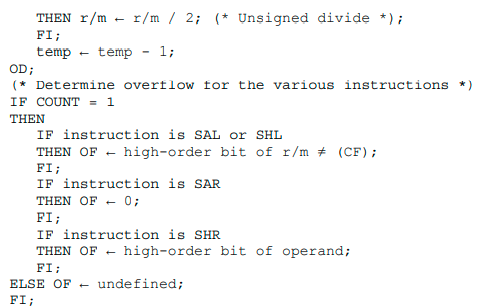 THEN r/m ← r/m / 2; (* Unsigned divide *);
FI;
temp ← temp - 1;
OD;
(* Determine overflow for the various instructions *)
IF COUNT = 1
THEN
IF instruction is SAL or SHL
THEN OF ← high-order bit of r/m ≠ (CF);
FI;
IF instruction is SAR
THEN OF ← 0;
FI;
IF instruction is SHR
THEN OF ← high-order bit of operand;
FI;
ELSE OF ← undefined;
FI;